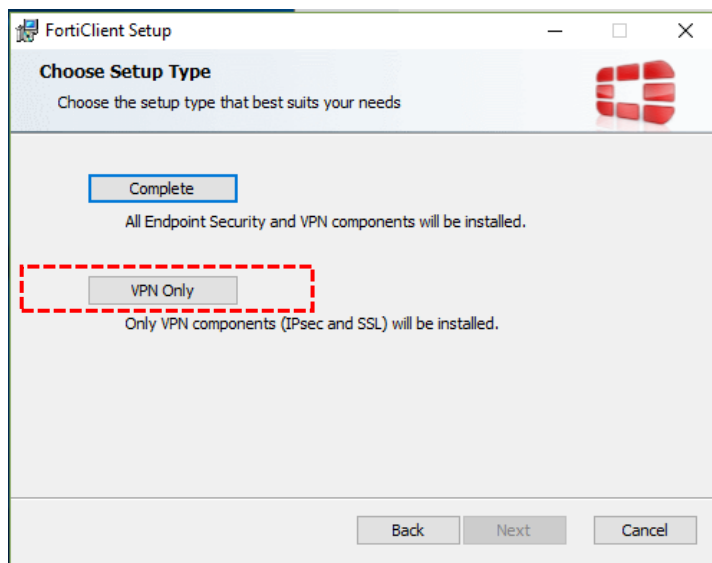 FortiClient Setup
Choose Setup Type
Choose the setup type that best suits your needs
Complete
All Endpoint Security and VPN components will be installed.
VPN Only
Only VPN components (IPsec and SSL) will be installed.
Back Next Cancel